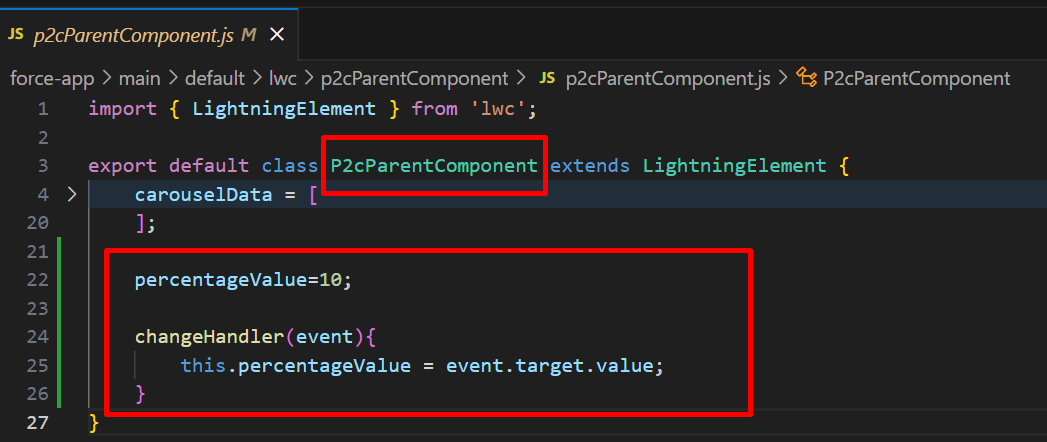 JS p2cParentComponent.js M ×
force-app > main > default > lwc > p2cParentComponent > JS p2cParentComponent.js > P2cParentComponent
1 import { LightningElement } from 'lwc';
2
3 export default class P2cParentComponent extends LightningElement {
4 > carouselData = [
20 ];
21
22 percentageValue=10;
23
24 changeHandler(event){
25 this.percentageValue = event.target.value;
26 }
27 }